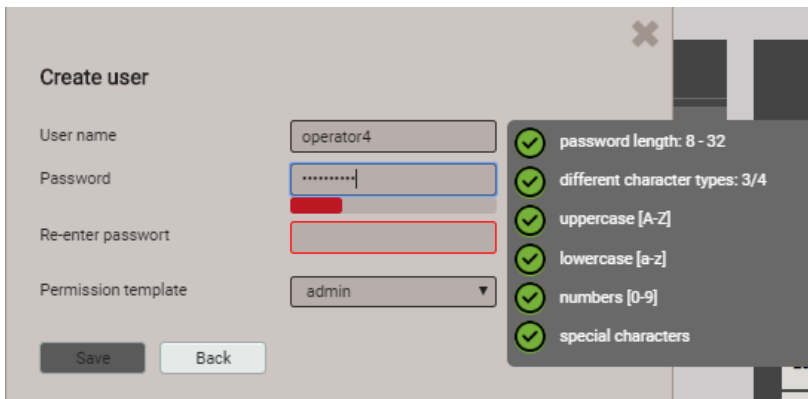 Create user
User name
operator4
password length: 8 - 32
Password
••••••••••
different character types: 3/4
uppercase [A-Z]
Re-enter passwort
lowercase [a-z]
Permission template
admin
numbers [0-9]
special characters
Save
Back